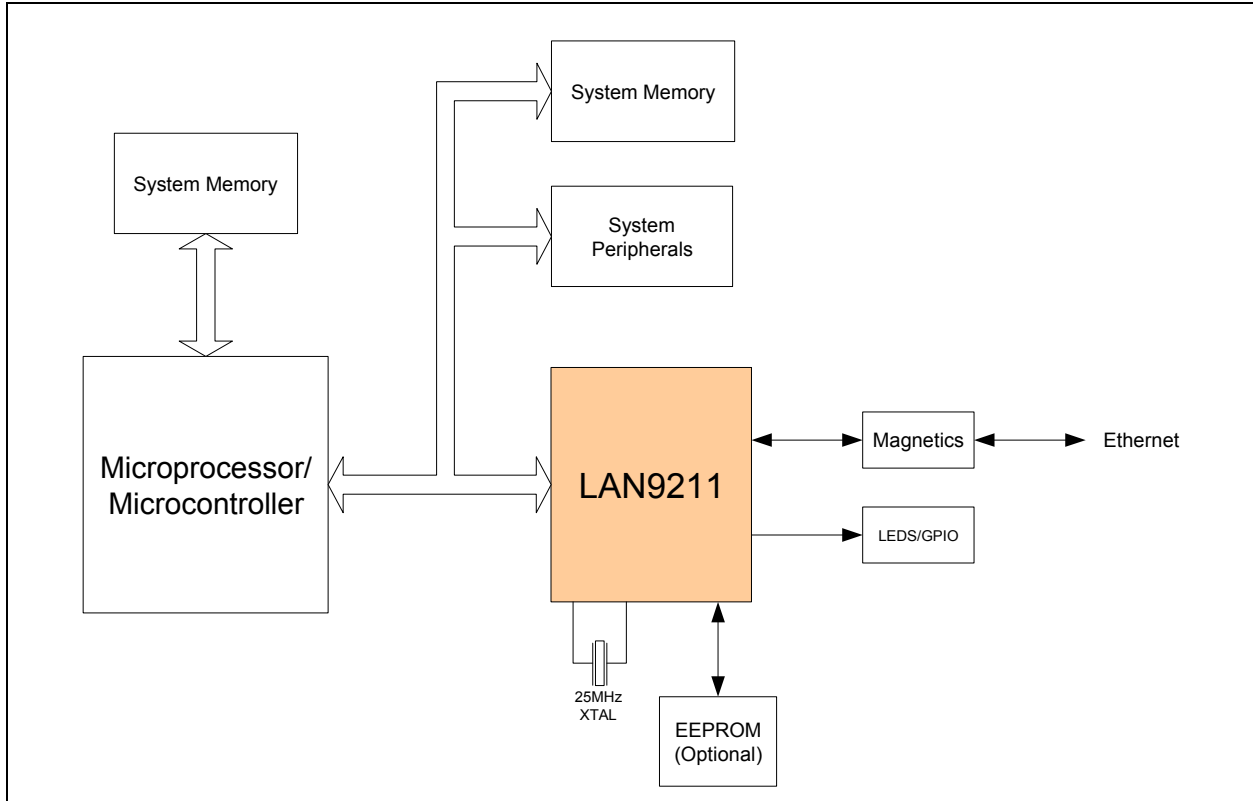 System Memory
System Memory
System
Peripherals
Microprocessor/
Microcontroller
LAN9211
Magnetics
Ethernet
LEDS/GPIO
25MHz
XTAL
EEPROM
(Optional)